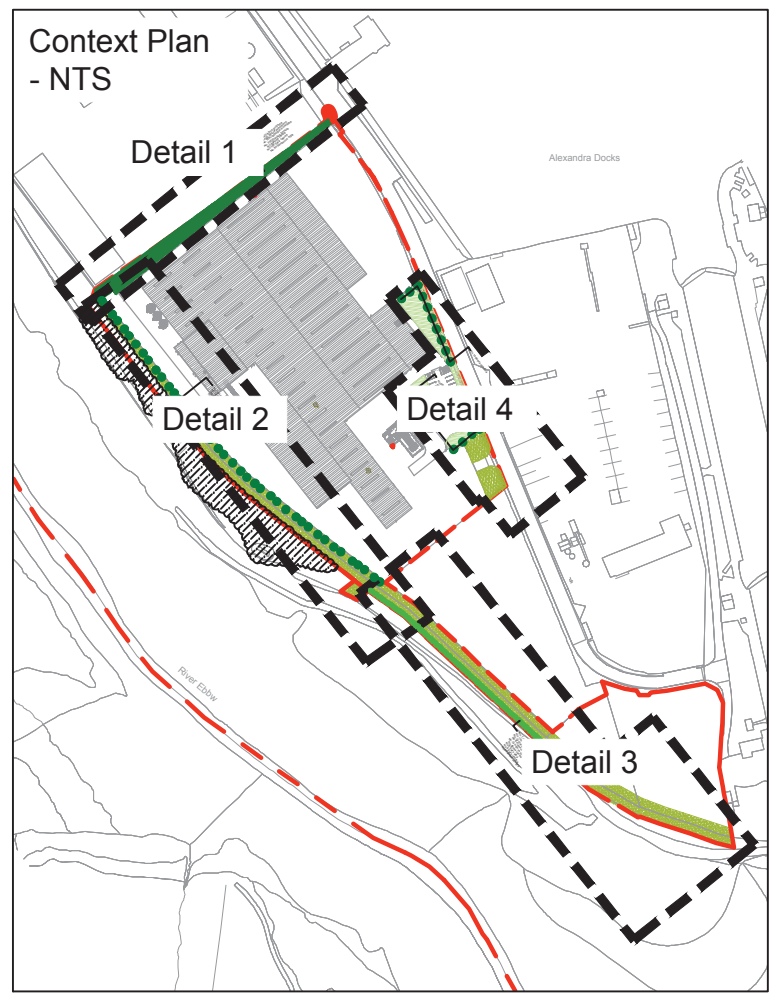 Context Plan
- NTS
Detail 1
Alexandra Docks
Detail 2
Detail 4
River Ebbw
Detail 3